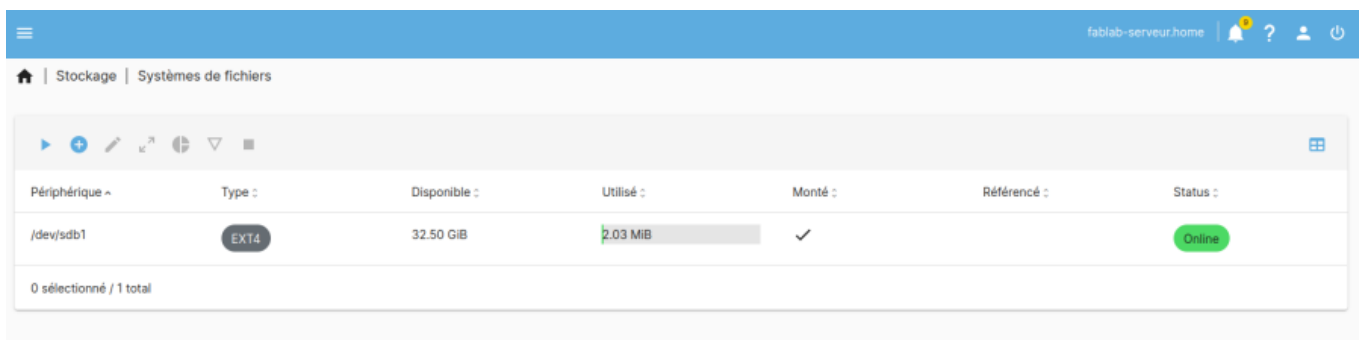 fablab-serveur.home
Stockage | Systèmes de fichiers
Périphérique Type Disponible Utilisé Monté Référencé Status
/dev/sdb1 EXT4 32.50 GiB 2.03 MiB Online
0 sélectionné / 1 total